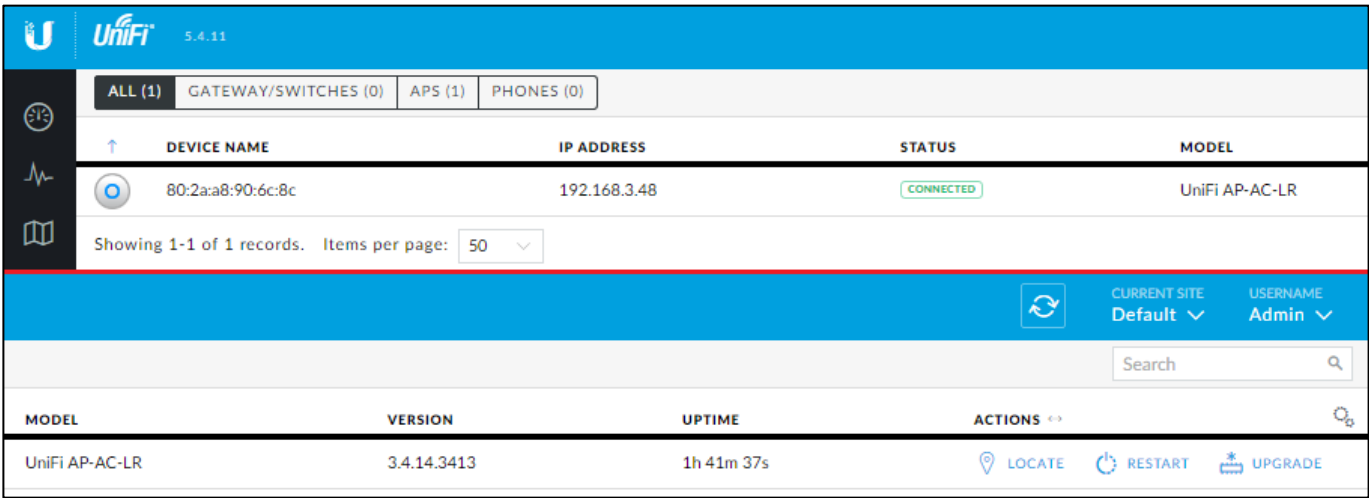 UniFi 5.4.11
ALL (1) GATEWAY/SWITCHES (0) APS (1) PHONES (0)
↑ DEVICE NAME IP ADDRESS STATUS MODEL
80:2a:a8:90:6c:8c 192.168.3.48 CONNECTED UniFi AP-AC-LR
Showing 1-1 of 1 records. Items per page: 50
CURRENT SITE USERNAME
Default Admin
Search
MODEL VERSION UPTIME ACTIONS
UniFi AP-AC-LR 3.4.14.3413 1h 41m 37s LOCATE RESTART UPGRADE